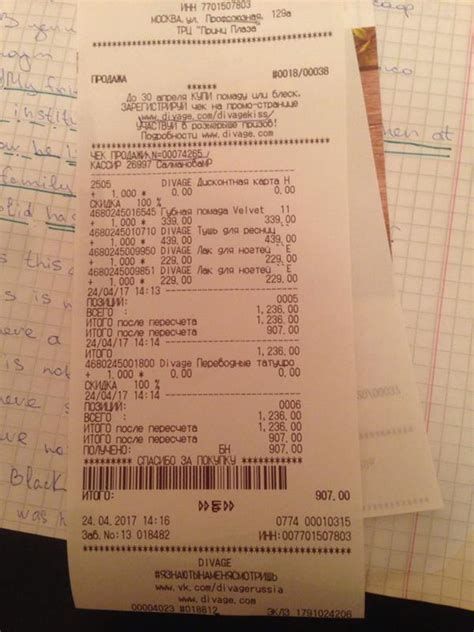 ИНН 7701507803
МОСКВА, ул. Профсоюзная, 129а
ТРЦ "Принц Плаза"
ПРОДАЖА #0018/00038
До 30 апреля КУПИ помаду или блеск,
ЗАРЕГИСТРИРУЙ чек на промо-странице
www.divage.com/divagekiss/
УЧАСТВУЙ в розыгрыше призов!
Подробности www.divage.com
ЧЕК ПРОДАЖИ N=00074265/
КАССИР 26997 СалмановаМР
2505 DIVAGE Дисконтная карта Н
+ 1,000 * 0.00 0.00
СКИДКА 100 %
4680245016545 Губная помада Velvet 11
+ 1,000 * 339,00 339,00
4680245010710 DIVAGE Тушь для ресниц
+ 1,000 * 439,00 439,00
4680245009950 DIVAGE Лак для ногтей ``E
+ 1,000 * 229,00 229,00
4680245009851 DIVAGE Лак для ногтей ``E
+ 1,000 * 229,00 229,00
24/04/17 14:13
ПОЗИЦИИ: 0005
ВСЕГО : 1,236.00
ИТОГО после пересчета 1,236.00
ИТОГО после пересчета 907.00
24/04/17 14:14
ИТОГО 1,236.00
4680245001800 Divage Переводные татуиро
+ 1,000 * 0.00 0.00
СКИДКА 100 %
24/04/17 14:14
ПОЗИЦИИ: 0006
ВСЕГО : 1,236.00
ИТОГО после пересчета 1,236.00
ИТОГО после пересчета 907.00
ПОЛУЧЕНО: БН 907.00
******** СПАСИБО ЗА ПОКУПКУ ********
ИТОГО: 907.00
24.04.2017 14:16 0774 00010315
Зав.No:13 018482 ИНН:007701507803
DIVAGE
#ЯЗНАЮТЫНАМЕНЯСМОТРИШЬ
www.vk.com/divagerussia
www.divage.com
00004023 #018812 ЭКЛЗ 1791024206